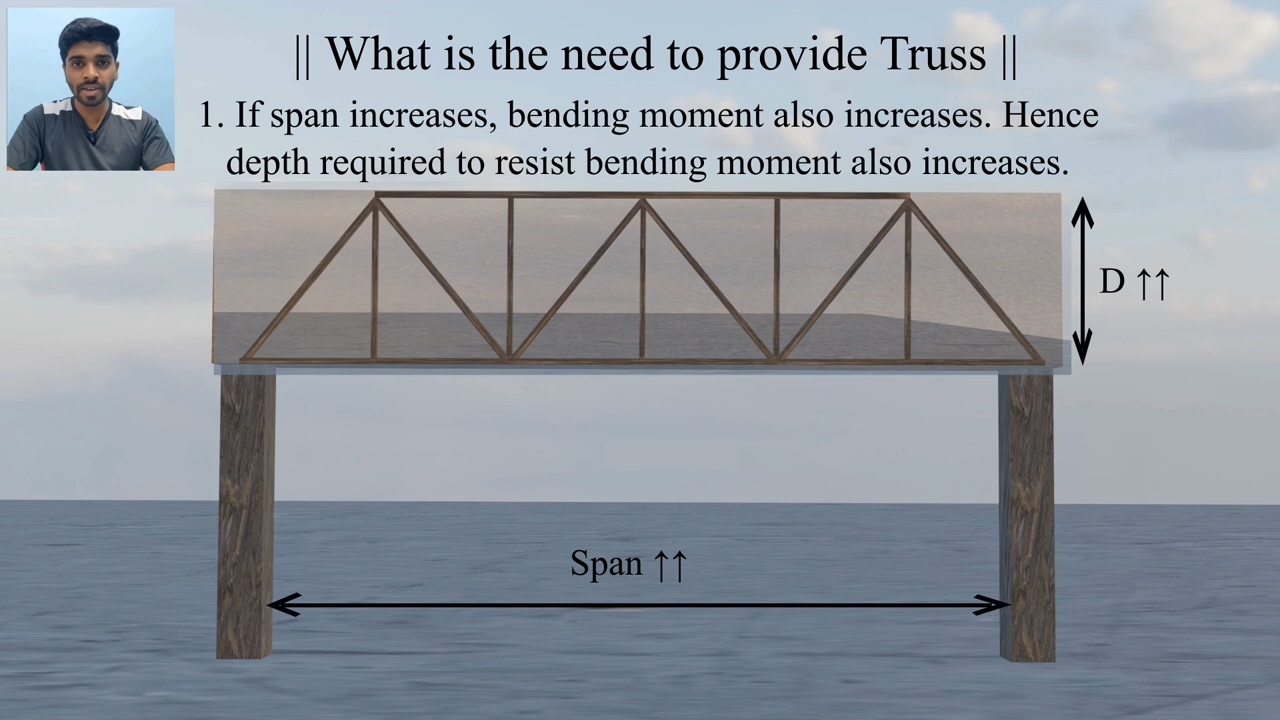 || What is the need to provide Truss ||
1. If span increases, bending moment also increases. Hence
depth required to resist bending moment also increases.
D ↑↑
Span ↑↑